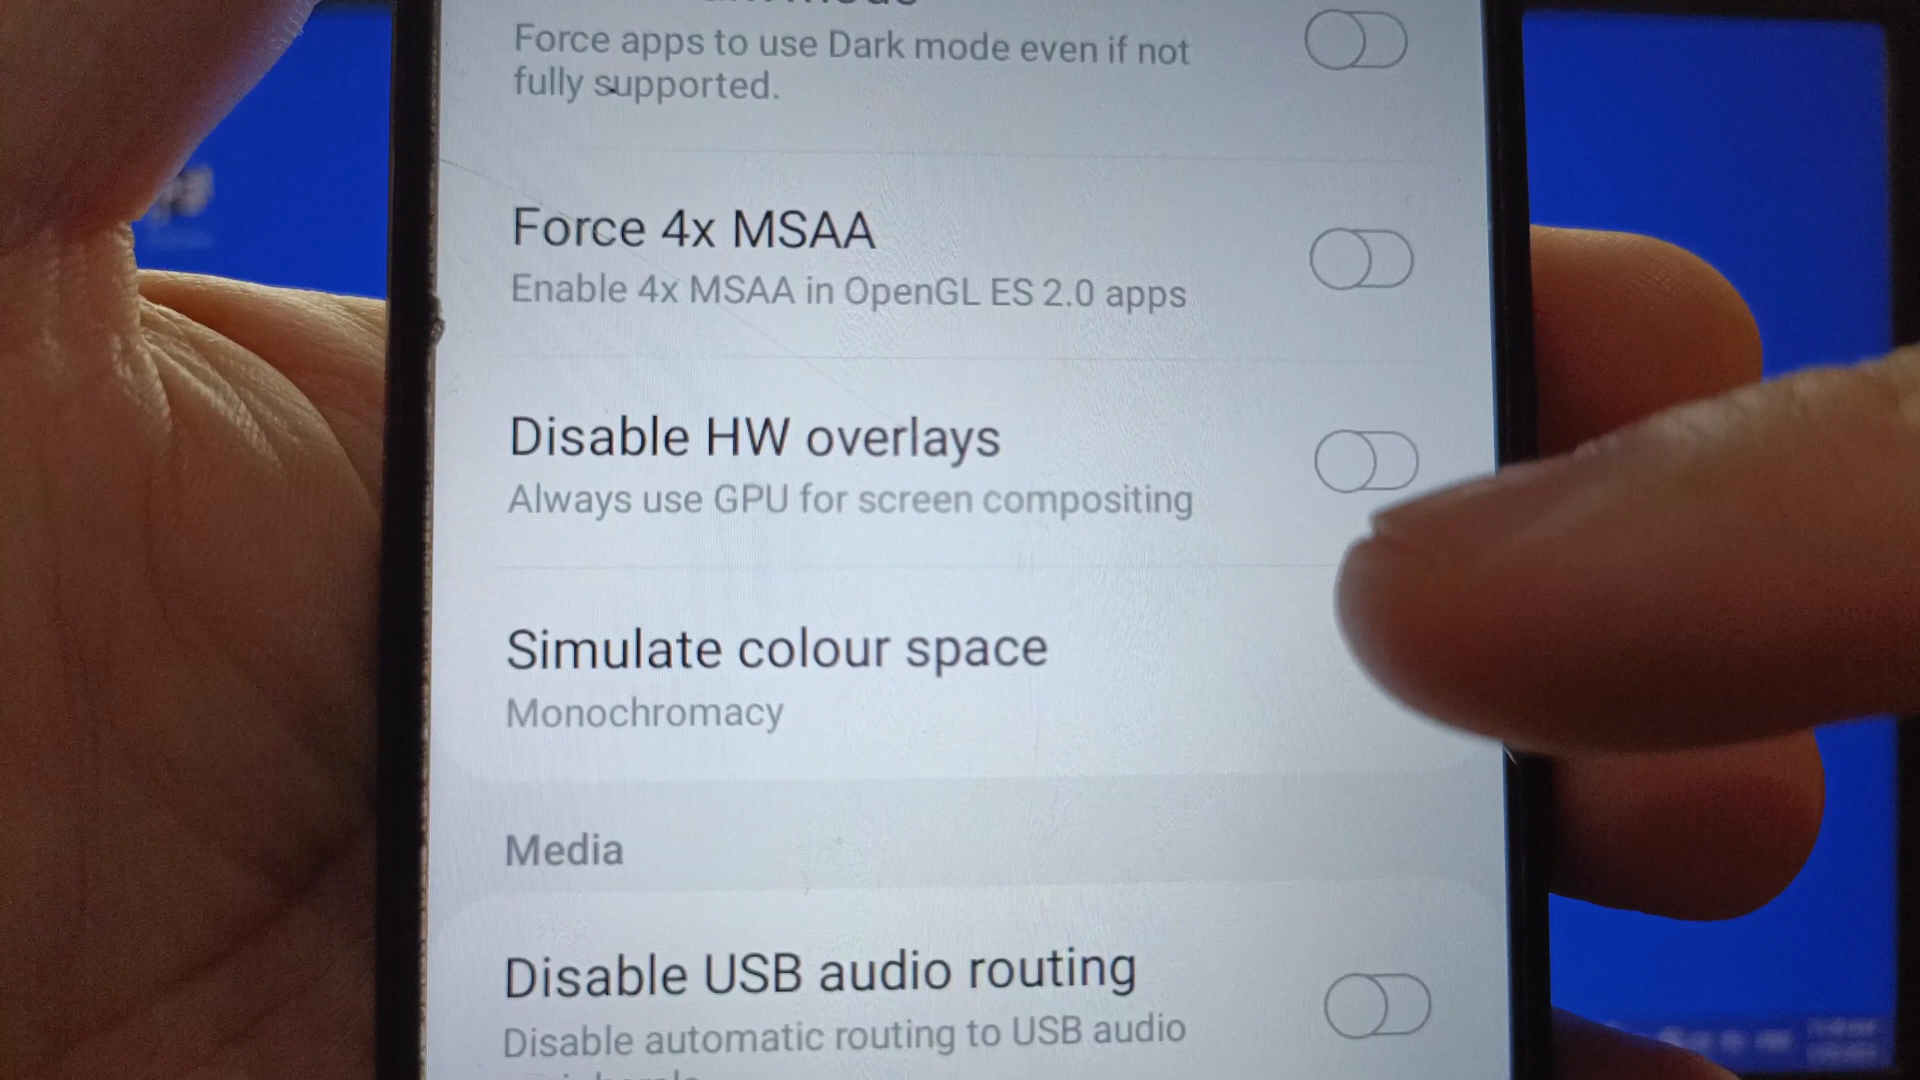 Force apps to use Dark mode even if not
fully supported.
Force 4x MSAA
Enable 4x MSAA in OpenGL ES 2.0 apps
Disable HW overlays
Always use GPU for screen compositing
Simulate colour space
Monochromacy
Media
Disable USB audio routing
Disable automatic routing to USB audio